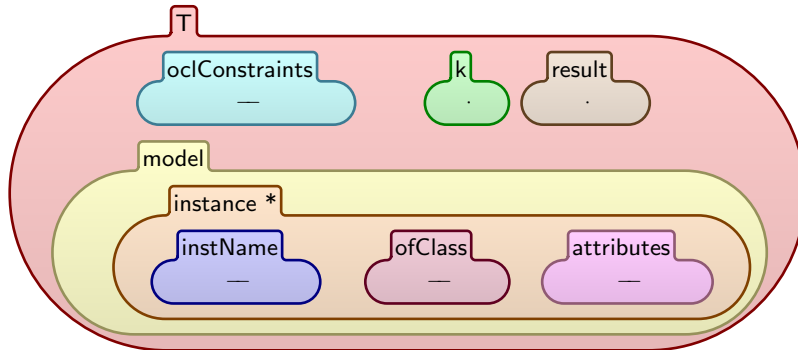 T
oclConstraints k result
— · ·
model
instance *
instName ofClass attributes
— — —